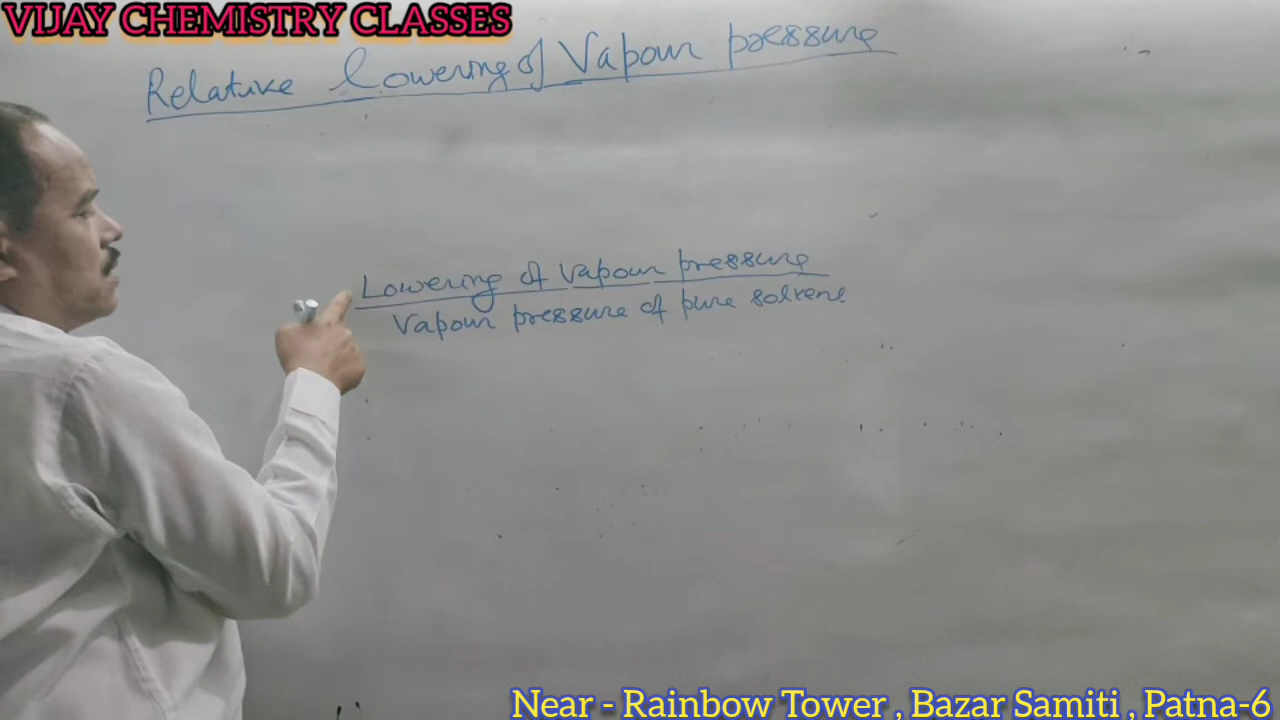 VIJAY CHEMISTRY CLASSES
Relative lowering of Vapour pressure
Lowering of vapour pressure
Vapour pressure of pure solvent
Near - Rainbow Tower , Bazar Samiti , Patna-6